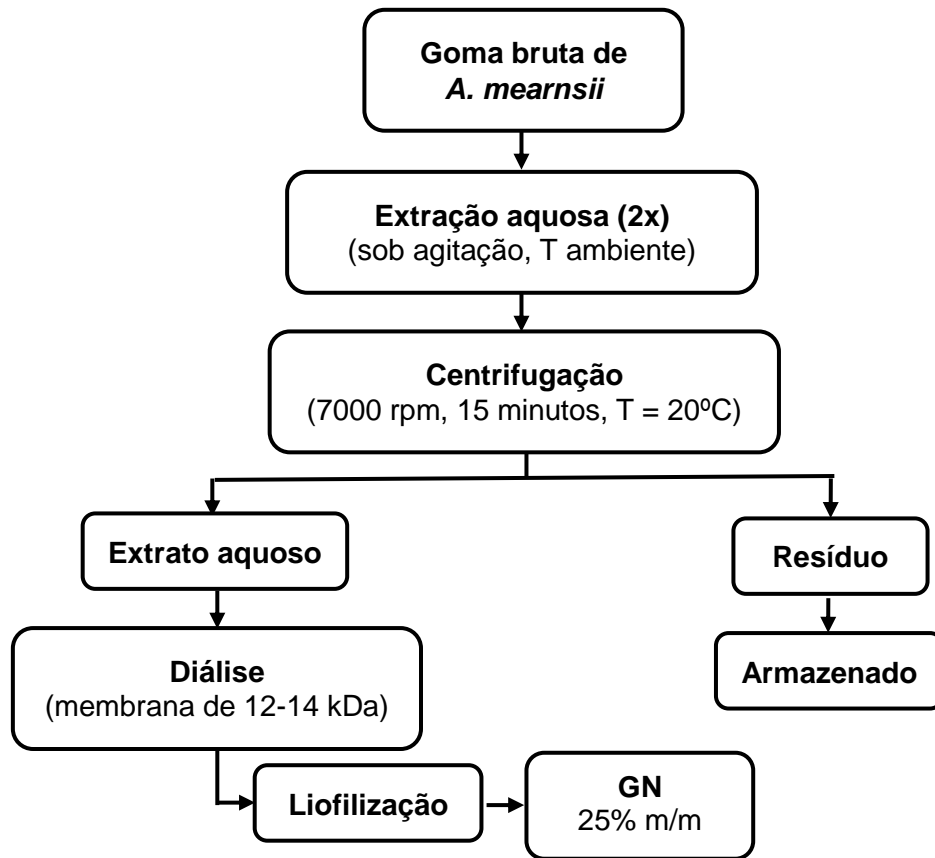 Goma bruta de
A. mearnsii
Extração aquosa (2x)
(sob agitação, T ambiente)
Centrifugação
(7000 rpm, 15 minutos, T = 20ºC)
Extrato aquoso
Resíduo
Diálise
(membrana de 12-14 kDa)
Armazenado
Liofilização
GN
25% m/m